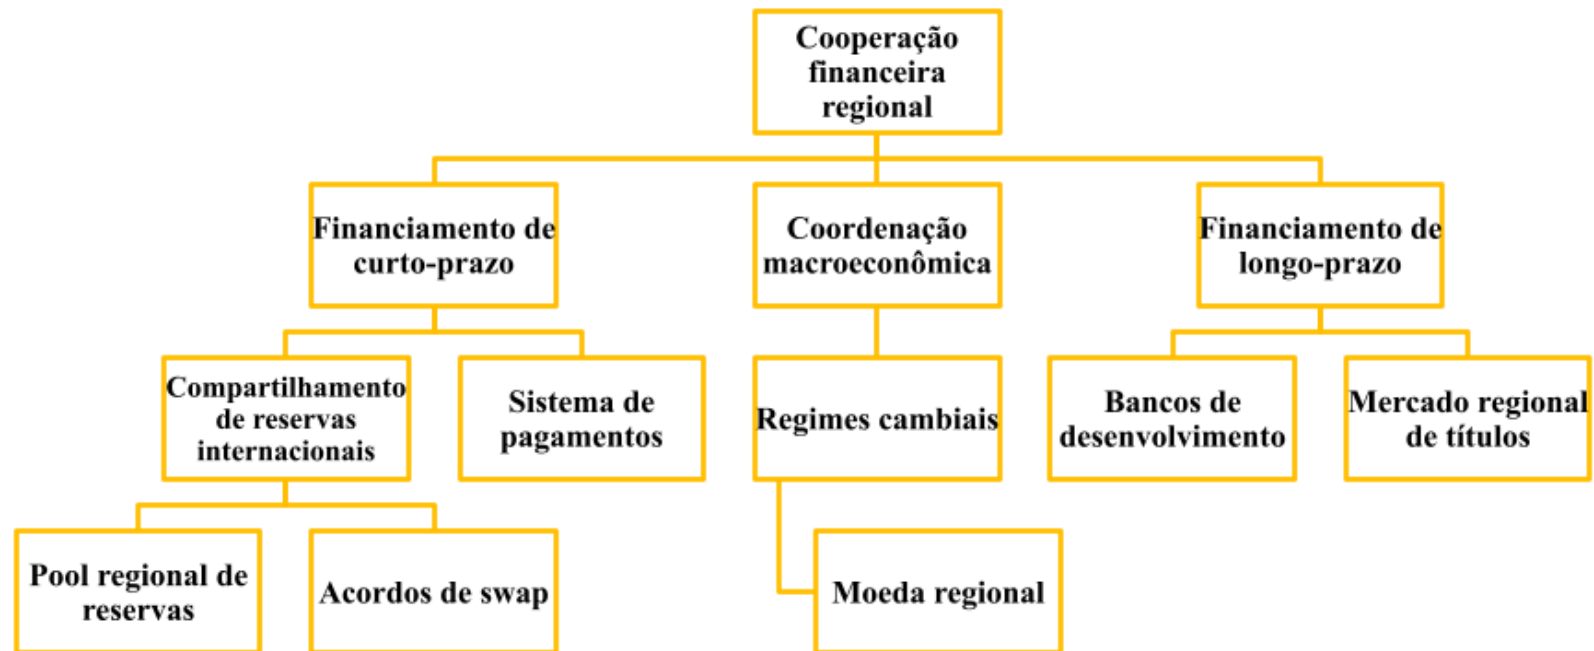 Cooperação
financeira
regional
Financiamento de
curto-prazo
Coordenação
macroeconômica
Financiamento de
longo-prazo
Compartilhamento
de reservas
internacionais
Sistema de
pagamentos
Regimes cambiais
Bancos de
desenvolvimento
Mercado regional
de títulos
Pool regional de
reservas
Acordos de swap
Moeda regional